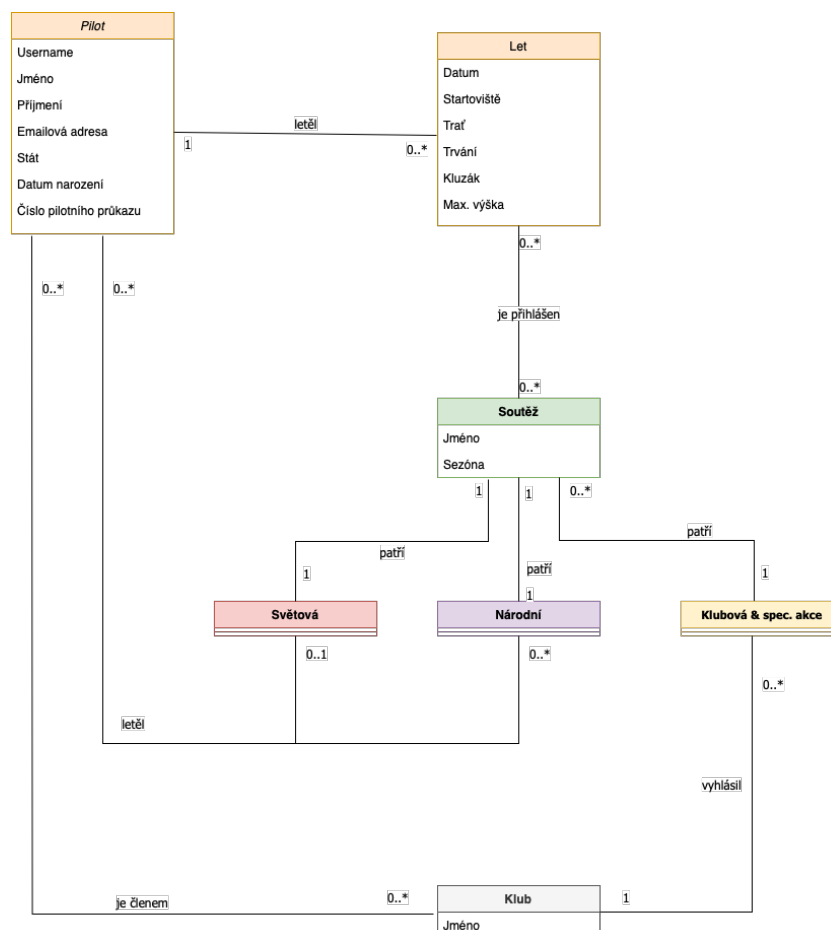 Pilot
Username
Jméno
Příjmení
Emailová adresa
Stát
Datum narození
Číslo pilotního průkazu
Let
Datum
Startoviště
Trať
Trvání
Kluzák
Max. výška
letěl
1
0..*
0..*
0..*
0..*
je přihlášen
0..*
Soutěž
Jméno
Sezóna
1
1
0..*
patří
patří
patří
1
1
1
Světová
Národní
Klubová & spec. akce
0..1
0..*
0..*
letěl
vyhlásil
je členem
0..*
Klub
1
Jméno